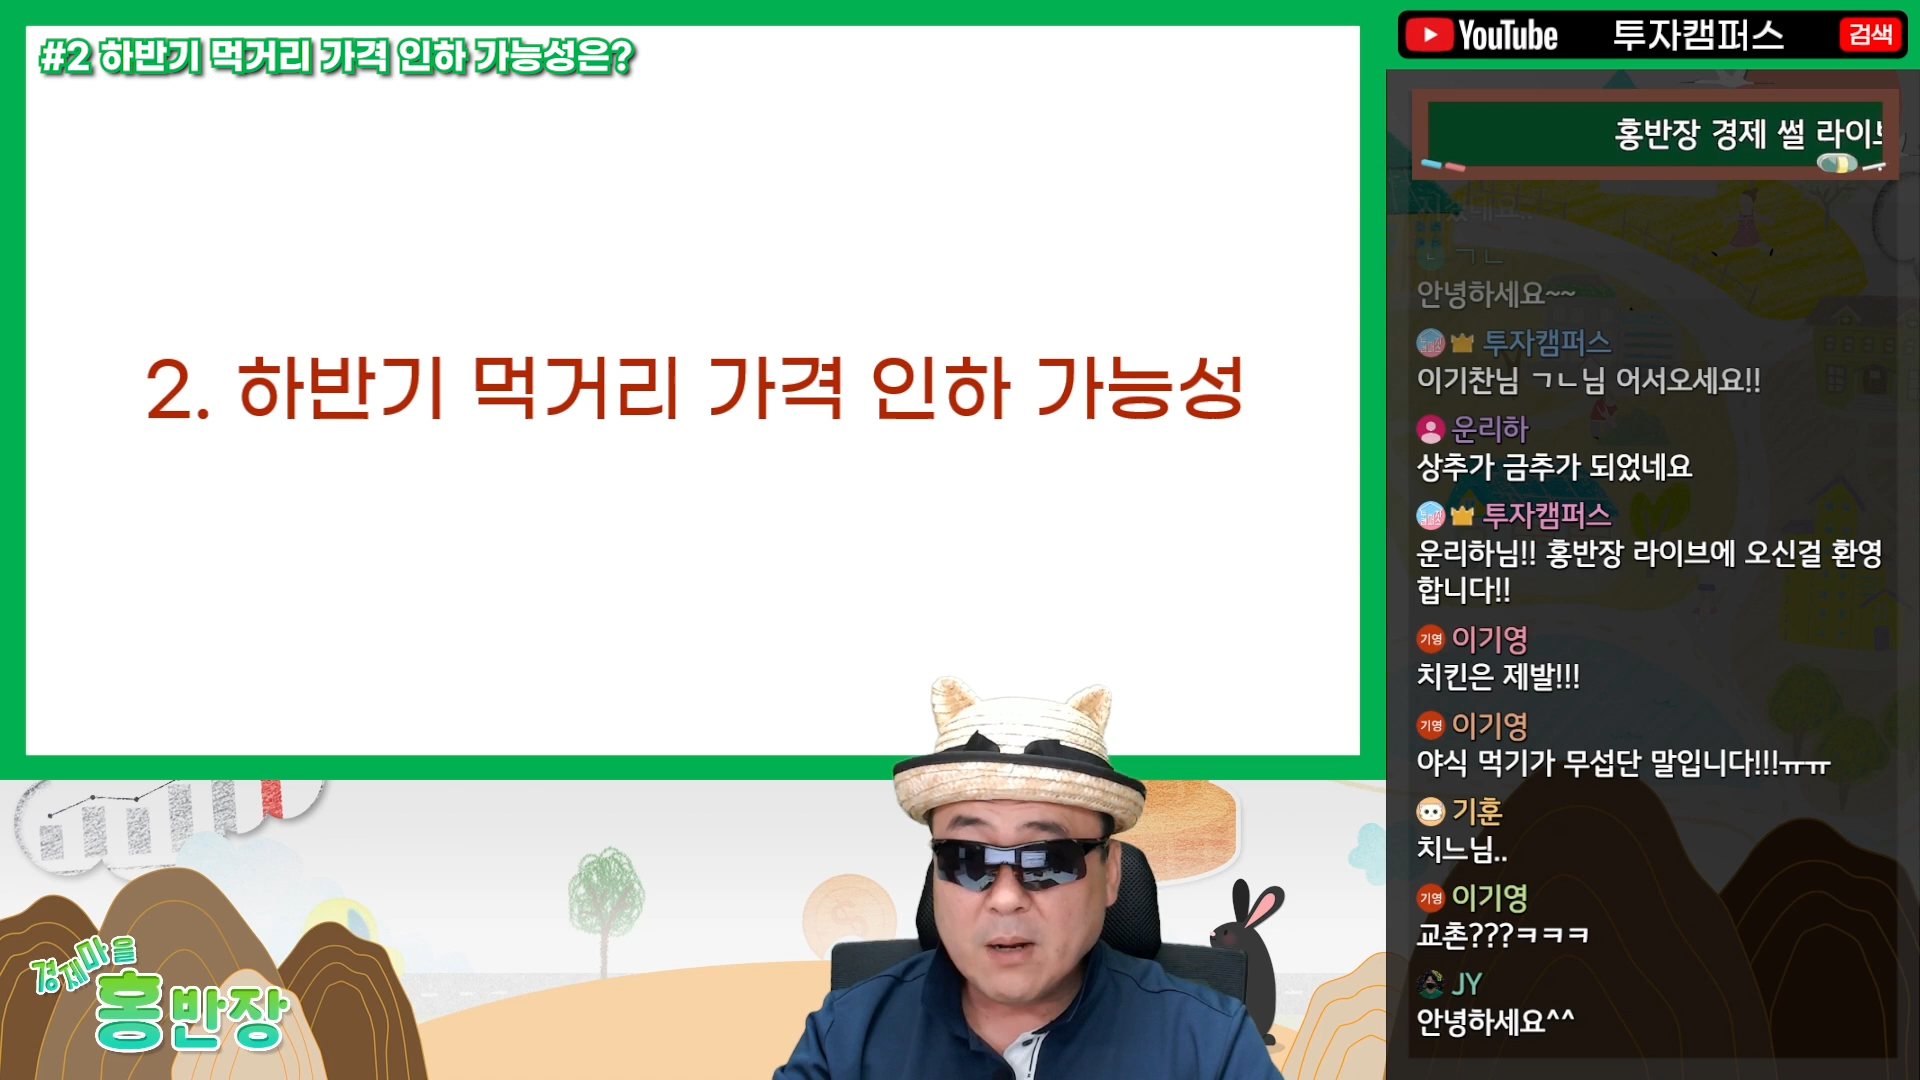 #2 하반기 먹거리 가격 인하 가능성은?
2. 하반기 먹거리 가격 인하 가능성
경제마을
홍반장
YouTube 투자캠퍼스 검색
홍반장 경제 썰 라이브
ㄱㄴ
안녕하세요~~
투자캠퍼스
이기찬님 ㄱㄴ님 어서오세요!!
운리하
상추가 금추가 되었네요
투자캠퍼스
운리하님!! 홍반장 라이브에 오신걸 환영
합니다!!
기영 이기영
치킨은 제발!!!
기영 이기영
야식 먹기가 무섭단 말입니다!!!ㅠㅠ
기훈
치느님..
기영 이기영
교촌???ㅋㅋㅋ
JY
안녕하세요^^